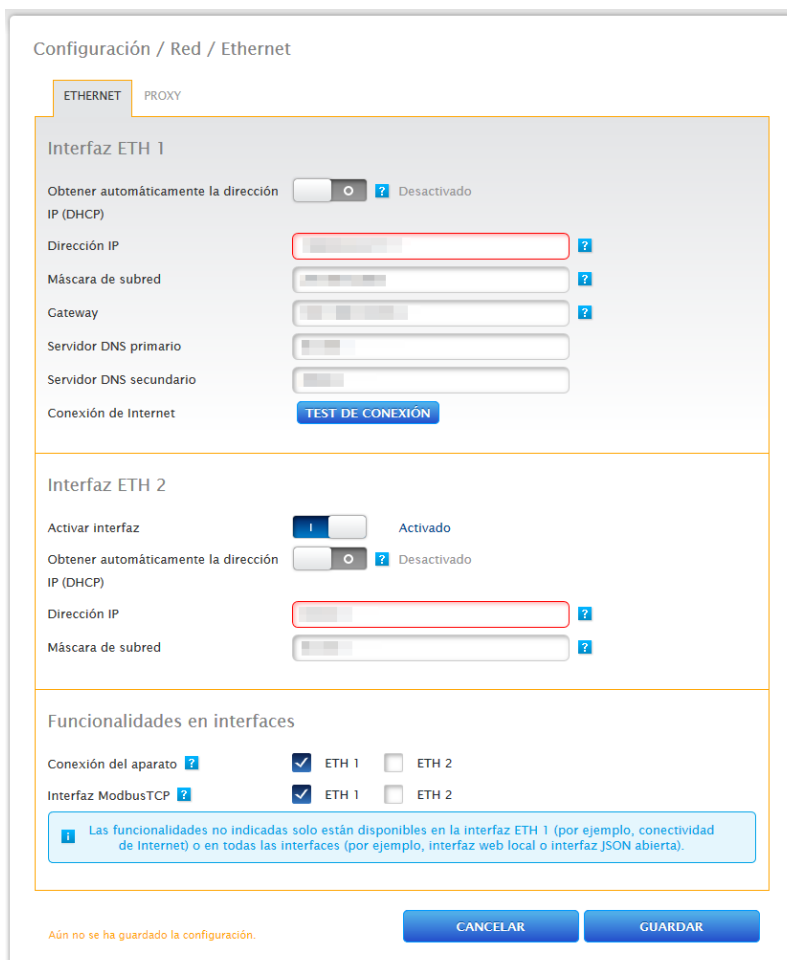 Configuración / Red / Ethernet
ETHERNET PROXY
Interfaz ETH 1
Obtener automáticamente la dirección ? Desactivado
IP (DHCP)
Dirección IP ?
Máscara de subred ?
Gateway ?
Servidor DNS primario
Servidor DNS secundario
Conexión de Internet TEST DE CONEXIÓN
Interfaz ETH 2
Activar interfaz I Activado
Obtener automáticamente la dirección ? Desactivado
IP (DHCP)
Dirección IP ?
Máscara de subred ?
Funcionalidades en interfaces
Conexión del aparato ? ETH 1 ETH 2
Interfaz ModbusTCP ? ETH 1 ETH 2
i Las funcionalidades no indicadas solo están disponibles en la interfaz ETH 1 (por ejemplo, conectividad
de Internet) o en todas las interfaces (por ejemplo, interfaz web local o interfaz JSON abierta).
Aún no se ha guardado la configuración. CANCELAR GUARDAR